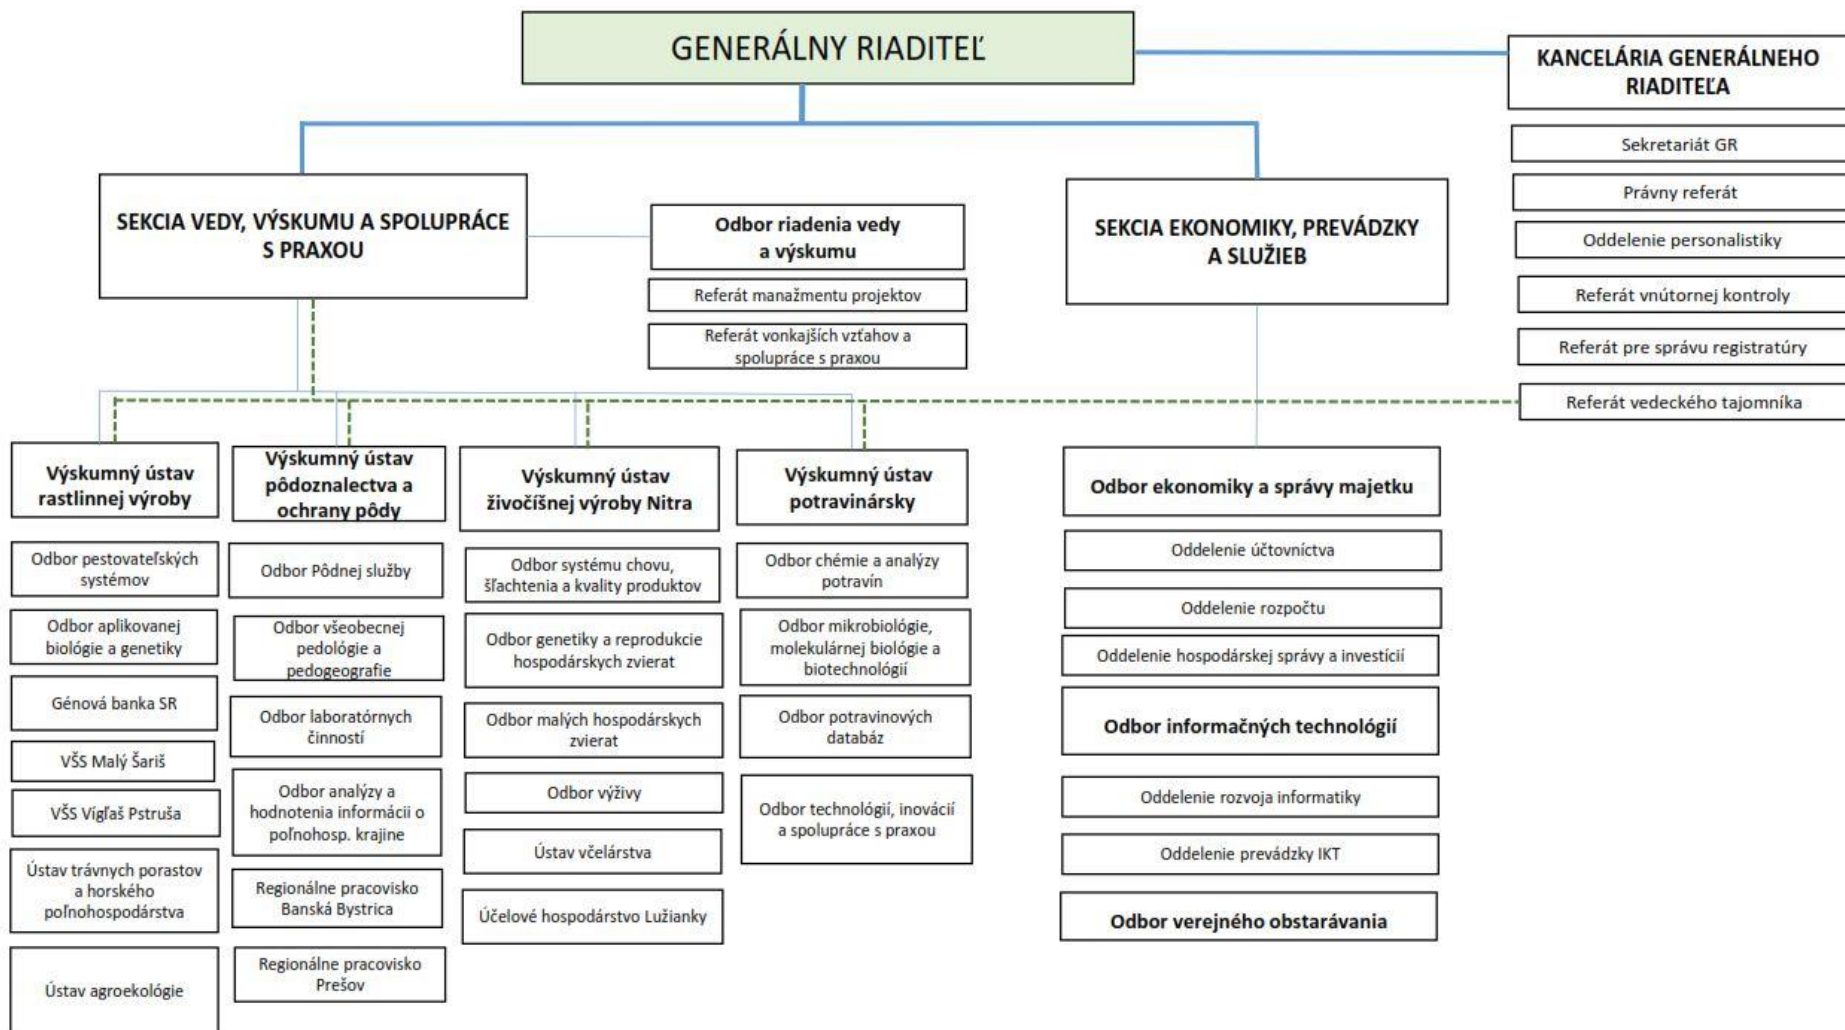 GENERÁLNY RIADITEĽ
KANCELÁRIA GENERÁLNEHO
RIADITEĽA
Sekretariát GR
Právny referát
Oddelenie personalistiky
Referát vnútornej kontroly
Referát pre správu registratúry
Referát vedeckého tajomníka
SEKCIA VEDY, VÝSKUMU A SPOLUPRÁCE
S PRAXOU
Odbor riadenia vedy
a výskumu
Referát manažmentu projektov
Referát vonkajších vzťahov a
spolupráce s praxou
SEKCIA EKONOMIKY, PREVÁDZKY
A SLUŽIEB
Výskumný ústav
rastlinnej výroby
Odbor pestovateľských
systémov
Odbor aplikovanej
biológie a genetiky
Génová banka SR
VŠS Malý Šariš
VŠS Vígľaš Pstruša
Ústav trávnych porastov
a horského
poľnohospodárstva
Ústav agroekológie
Výskumný ústav
pôdoznalectva a
ochrany pôdy
Odbor Pôdnej služby
Odbor všeobecnej
pedológie a
pedogeografie
Odbor laboratórnych
činností
Odbor analýzy a
hodnotenia informácii o
poľnohosp. krajine
Regionálne pracovisko
Banská Bystrica
Regionálne pracovisko
Prešov
Výskumný ústav
živočíšnej výroby Nitra
Odbor systému chovu,
šľachtenia a kvality produktov
Odbor genetiky a reprodukcie
hospodárskych zvierat
Odbor malých hospodárskych
zvierat
Odbor výživy
Ústav včelárstva
Účelové hospodárstvo Lužianky
Výskumný ústav
potravinársky
Odbor chémie a analýzy
potravín
Odbor mikrobiológie,
molekulárnej biológie a
biotechnológií
Odbor potravinových
databáz
Odbor technológií, inovácií
a spolupráce s praxou
Odbor ekonomiky a správy majetku
Oddelenie účtovníctva
Oddelenie rozpočtu
Oddelenie hospodárskej správy a investícií
Odbor informačných technológií
Oddelenie rozvoja informatiky
Oddelenie prevádzky IKT
Odbor verejného obstarávania